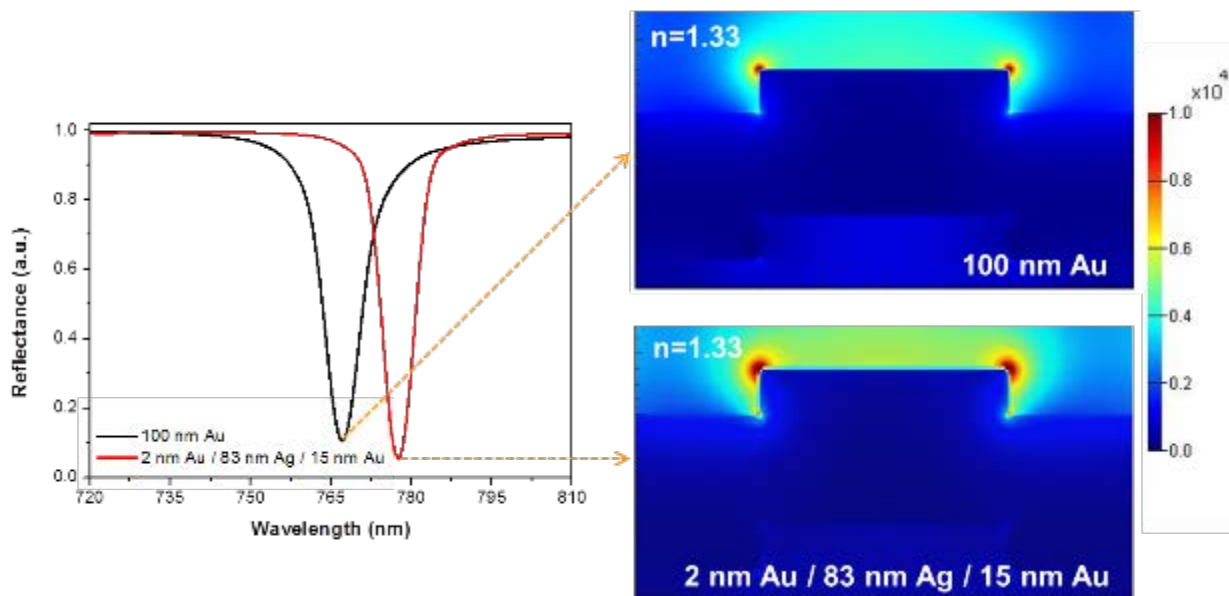 Reflectance (a.u.)
1.0
0.8
0.6
0.4
0.2
0.0
720 735 750 765 780 795 810
Wavelength (nm)
100 nm Au
2 nm Au / 83 nm Ag / 15 nm Au
n=1.33
100 nm Au
n=1.33
2 nm Au / 83 nm Ag / 15 nm Au
x10⁴
1.0
0.8
0.6
0.4
0.2
0.0